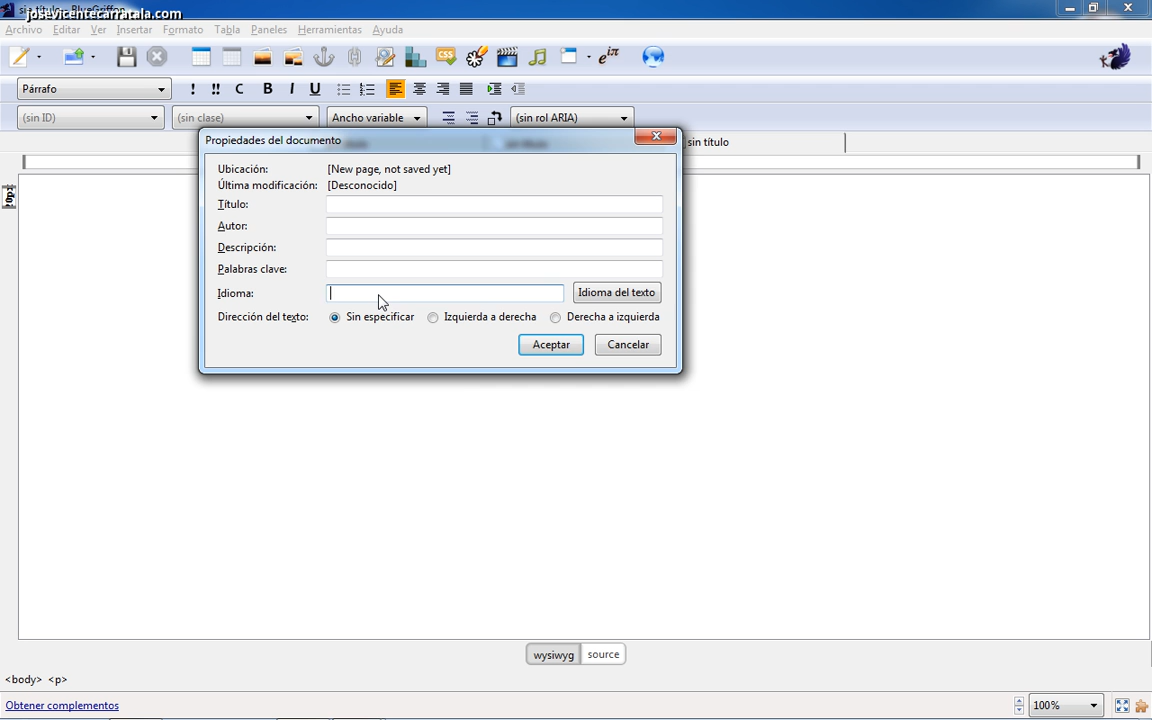 josevicentecarratala.com
Archivo Editar Ver Insertar Formato Tabla Paneles Herramientas Ayuda
CSS
Párrafo ! !! C B I U
(sin ID) (sin clase) Ancho variable (sin rol ARIA)
Propiedades del documento
sin título
Ubicación: [New page, not saved yet]
Última modificación: [Desconocido]
Título:
Autor:
Descripción:
Palabras clave:
Idioma: Idioma del texto
Dirección del texto: Sin especificar Izquierda a derecha Derecha a izquierda
Aceptar Cancelar
wysiwyg source
<body> <p>
Obtener complementos 100%